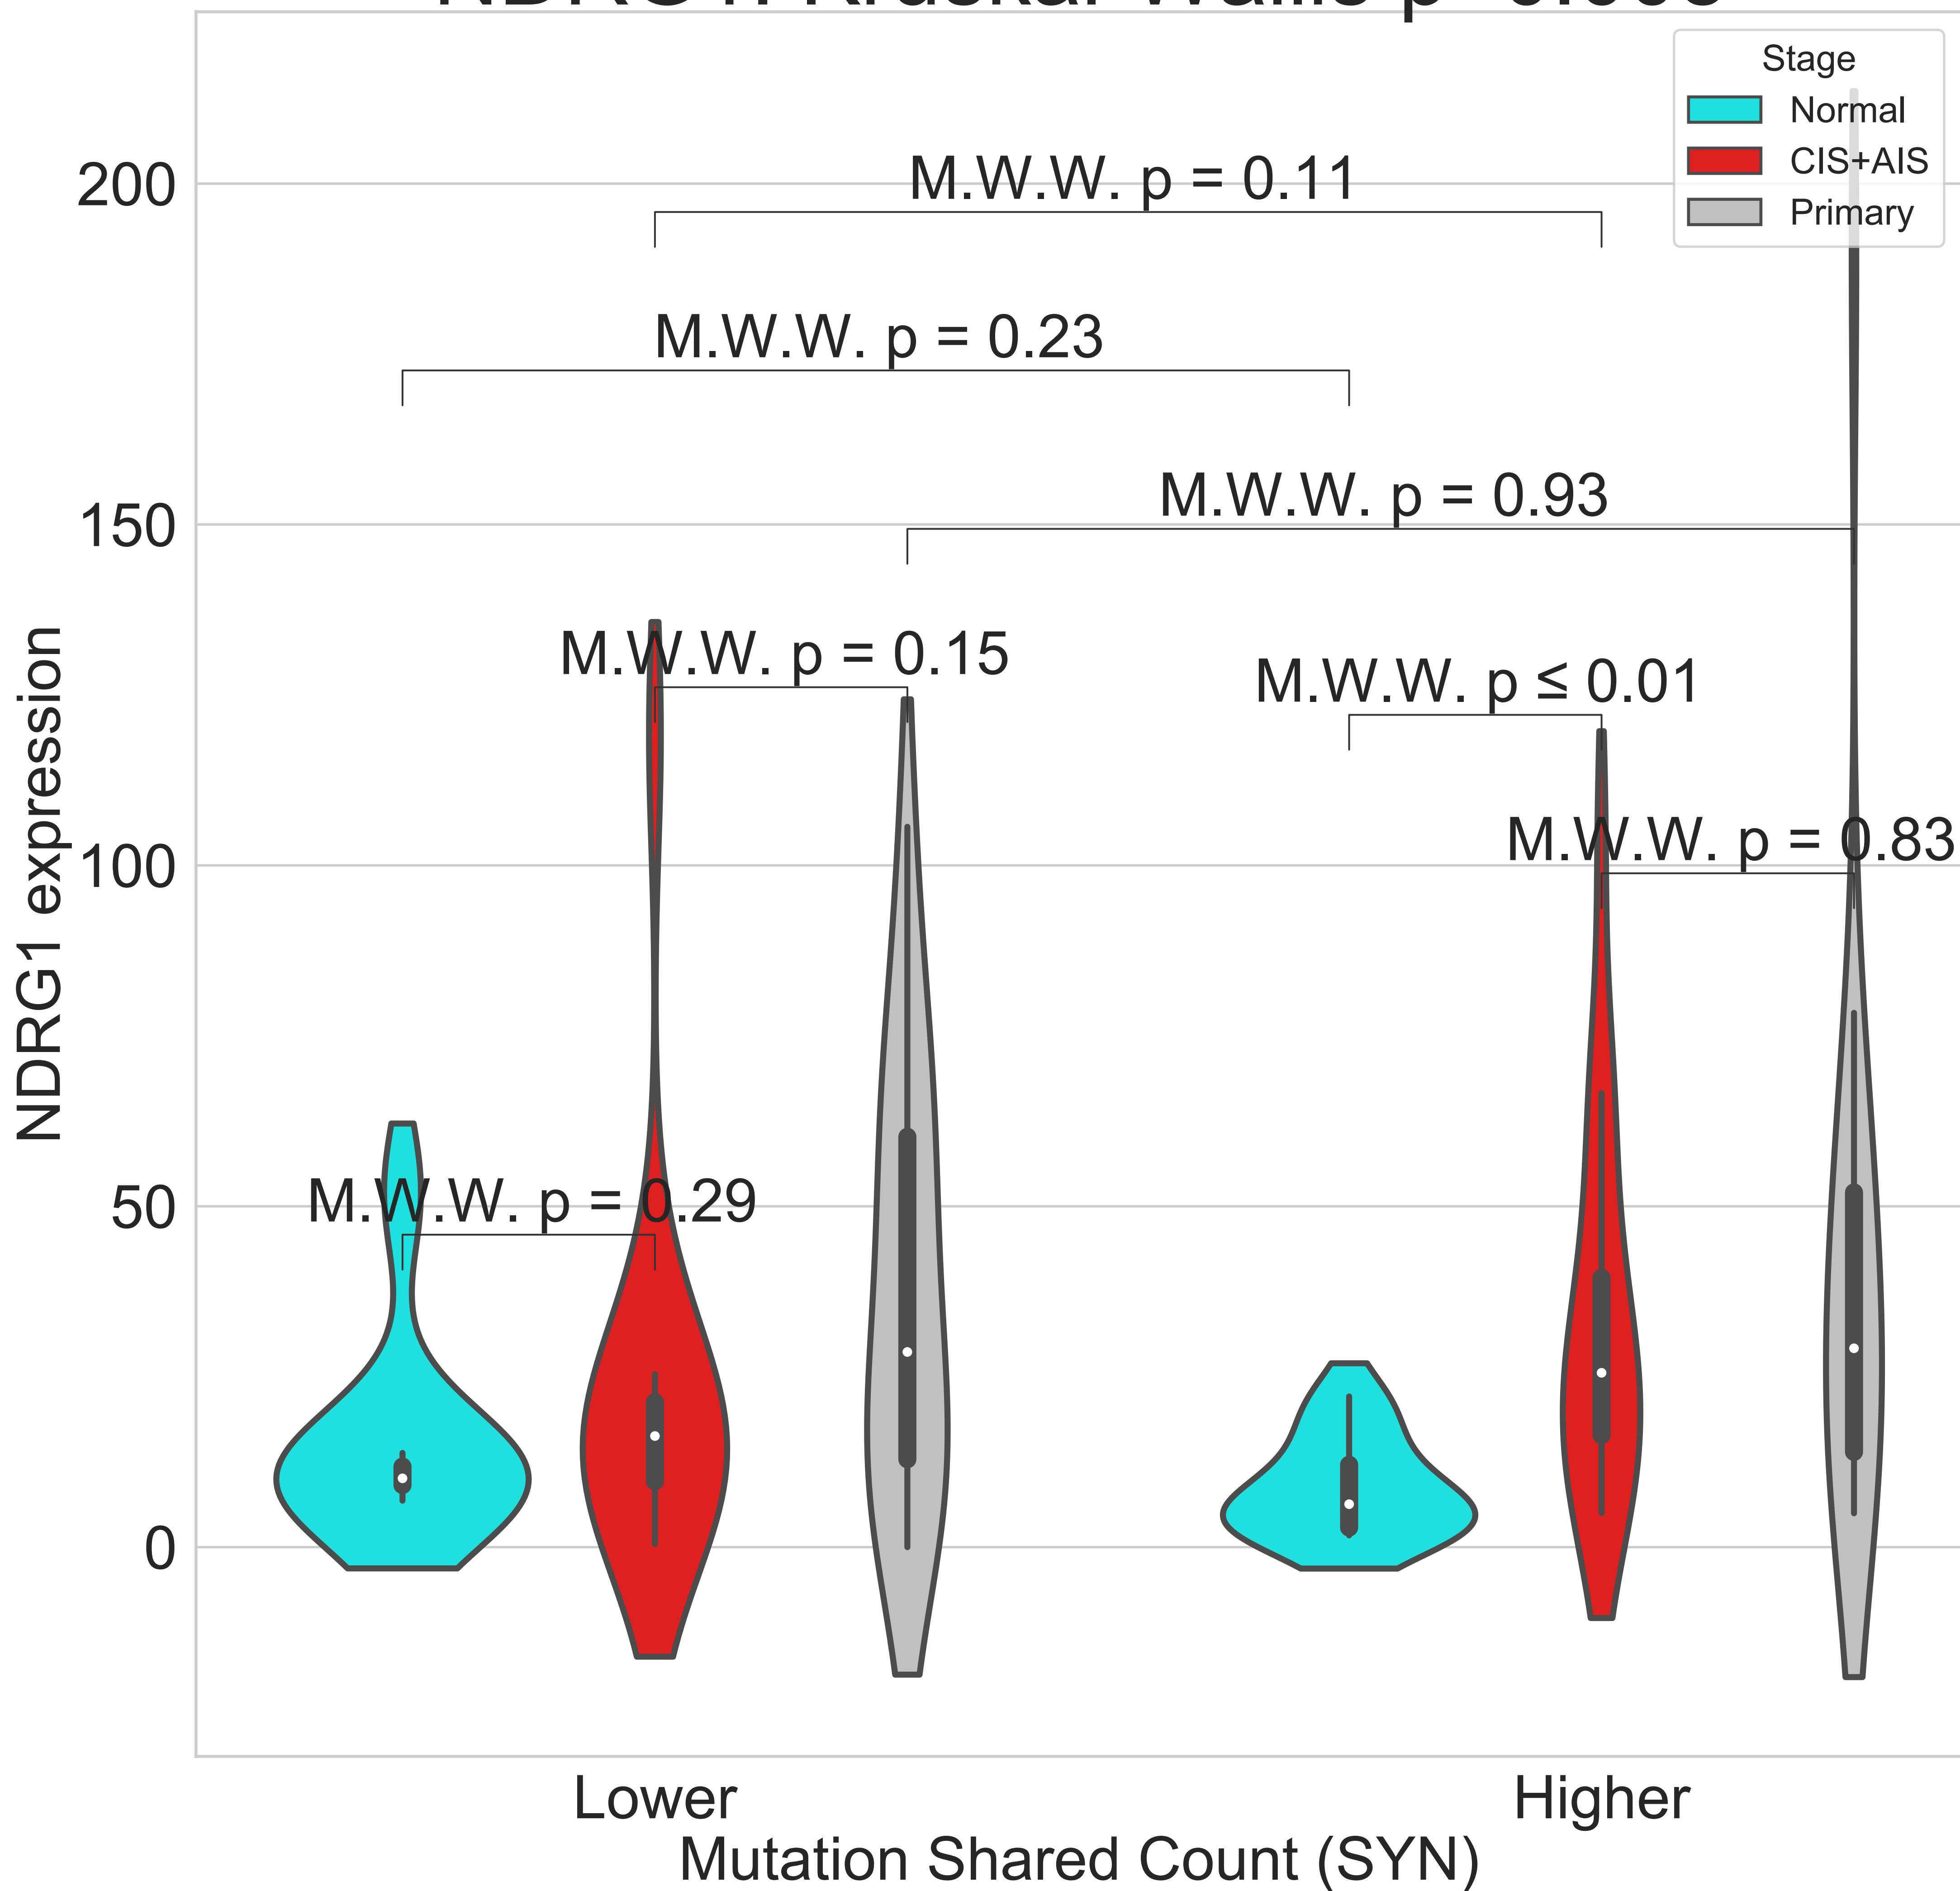 Stage
Normal
CIS+AIS
Primary
M.W.W. p = 0.11
M.W.W. p = 0.23
M.W.W. p = 0.93
M.W.W. p = 0.15
M.W.W. p ≤ 0.01
M.W.W. p = 0.83
M.W.W. p = 0.29
200
150
100
50
0
NDRG1 expression
Lower
Higher
Mutation Shared Count (SYN)